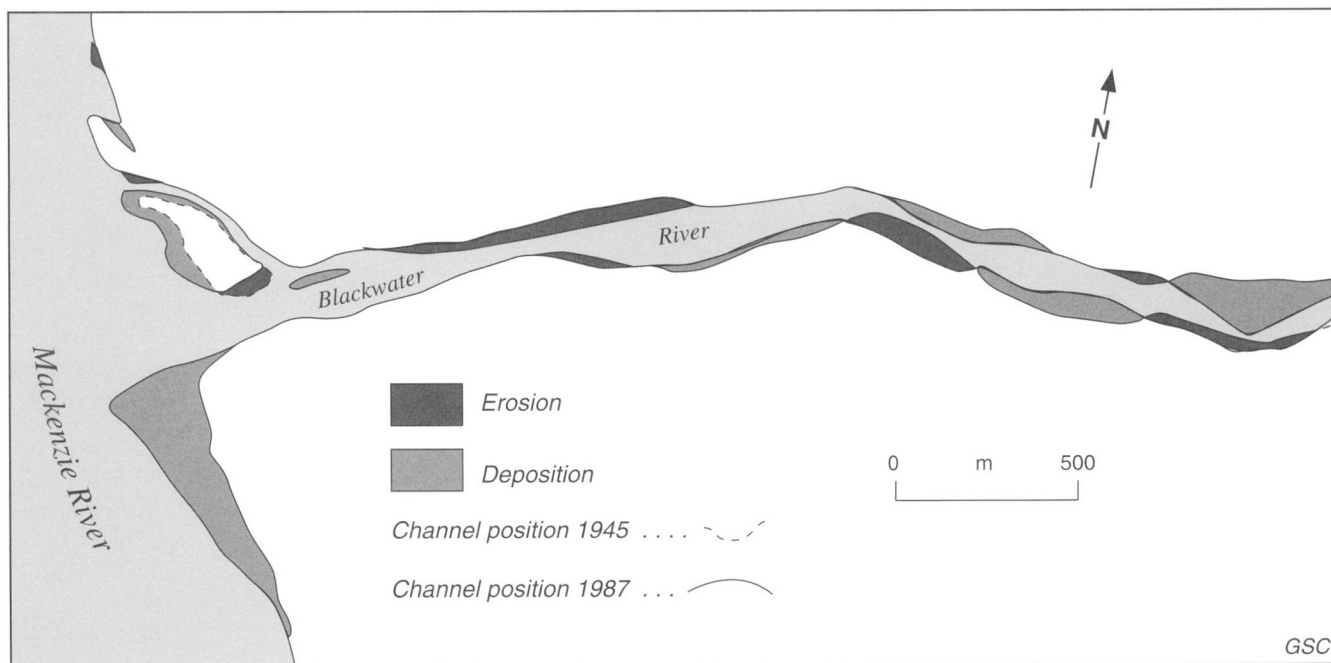 N
River
Blackwater
Mackenzie River
Erosion
Deposition
0 m 500
Channel position 1945 ....
Channel position 1987 ...
GSC